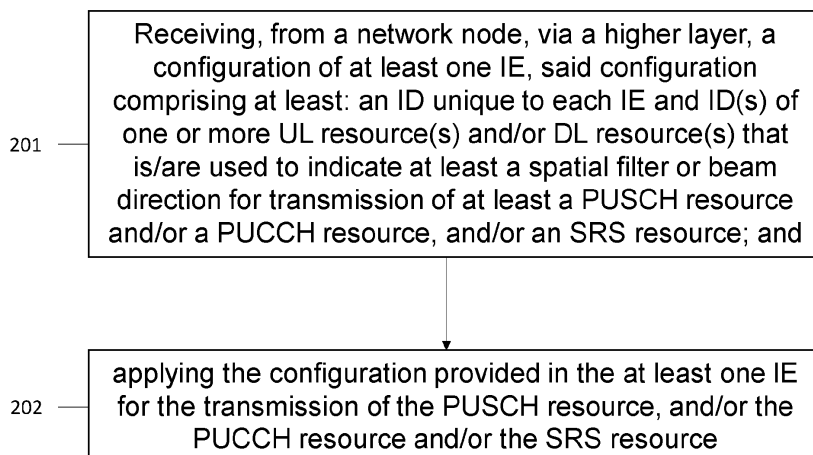 Receiving, from a network node, via a higher layer, a
configuration of at least one IE, said configuration
comprising at least: an ID unique to each IE and ID(s) of
one or more UL resource(s) and/or DL resource(s) that
is/are used to indicate at least a spatial filter or beam
direction for transmission of at least a PUSCH resource
and/or a PUCCH resource, and/or an SRS resource; and
201
applying the configuration provided in the at least one IE
for the transmission of the PUSCH resource, and/or the
PUCCH resource and/or the SRS resource
202